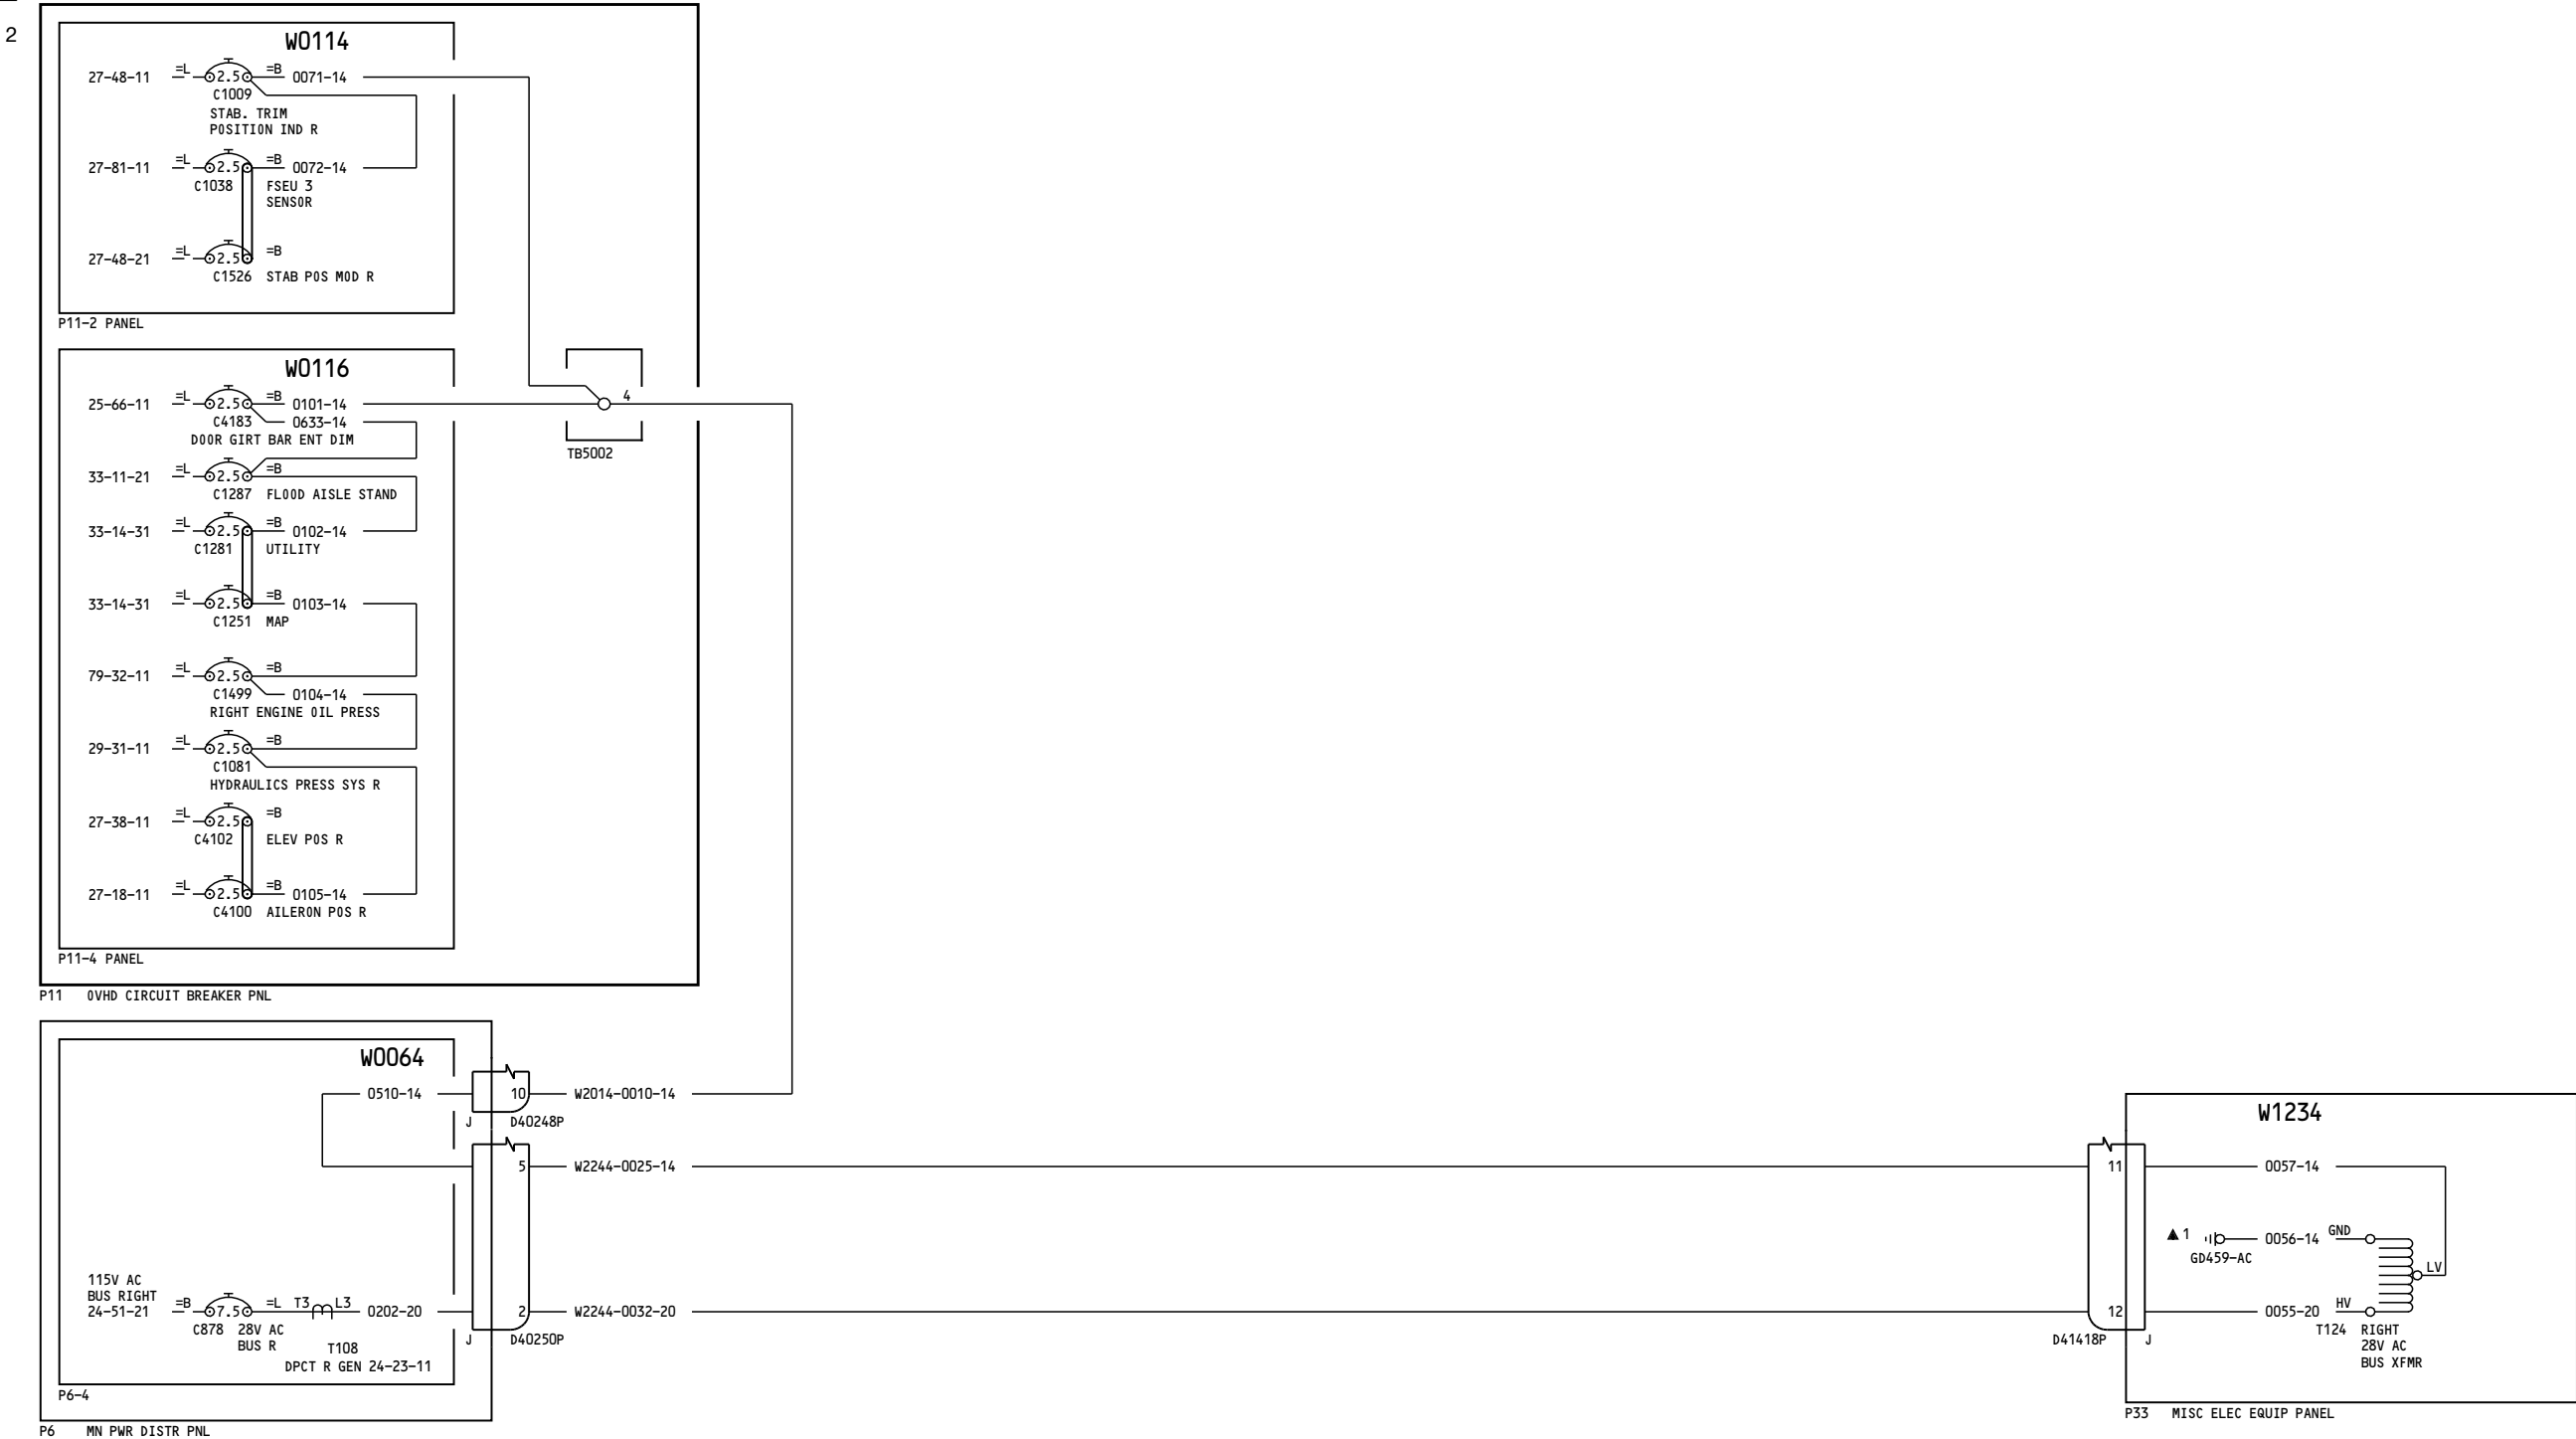 2
W0114
27-48-11 =L 2.5 =B 0071-14
C1009
STAB. TRIM
POSITION IND R
27-81-11 =L 2.5 =B 0072-14
C1038 FSEU 3
SENSOR
27-48-21 =L 2.5 =B
C1526 STAB POS MOD R
P11-2 PANEL
W0116
25-66-11 =L 2.5 =B 0101-14 4
C4183 0633-14
DOOR GIRT BAR ENT DIM
TB5002
33-11-21 =L 2.5 =B
C1287 FLOOD AISLE STAND
33-14-31 =L 2.5 =B 0102-14
C1281 UTILITY
33-14-31 =L 2.5 =B 0103-14
C1251 MAP
79-32-11 =L 2.5 =B
C1499 0104-14
RIGHT ENGINE OIL PRESS
29-31-11 =L 2.5 =B
C1081
HYDRAULICS PRESS SYS R
27-38-11 =L 2.5 =B
C4102 ELEV POS R
27-18-11 =L 2.5 =B 0105-14
C4100 AILERON POS R
P11-4 PANEL
P11 OVHD CIRCUIT BREAKER PNL
W0064
0510-14 10 W2014-0010-14
J D40248P
5 W2244-0025-14
115V AC
BUS RIGHT
24-51-21 =B 7.5 =L T3 L3 0202-20 2 W2244-0032-20
C878 28V AC
BUS R
J D40250P
T108
DPCT R GEN 24-23-11
P6-4
P6 MN PWR DISTR PNL
W1234
11 0057-14
1 0056-14 GND
GD459-AC
LV
12 0055-20 HV
D41418P J
T124 RIGHT
28V AC
BUS XFMR
P33 MISC ELEC EQUIP PANEL